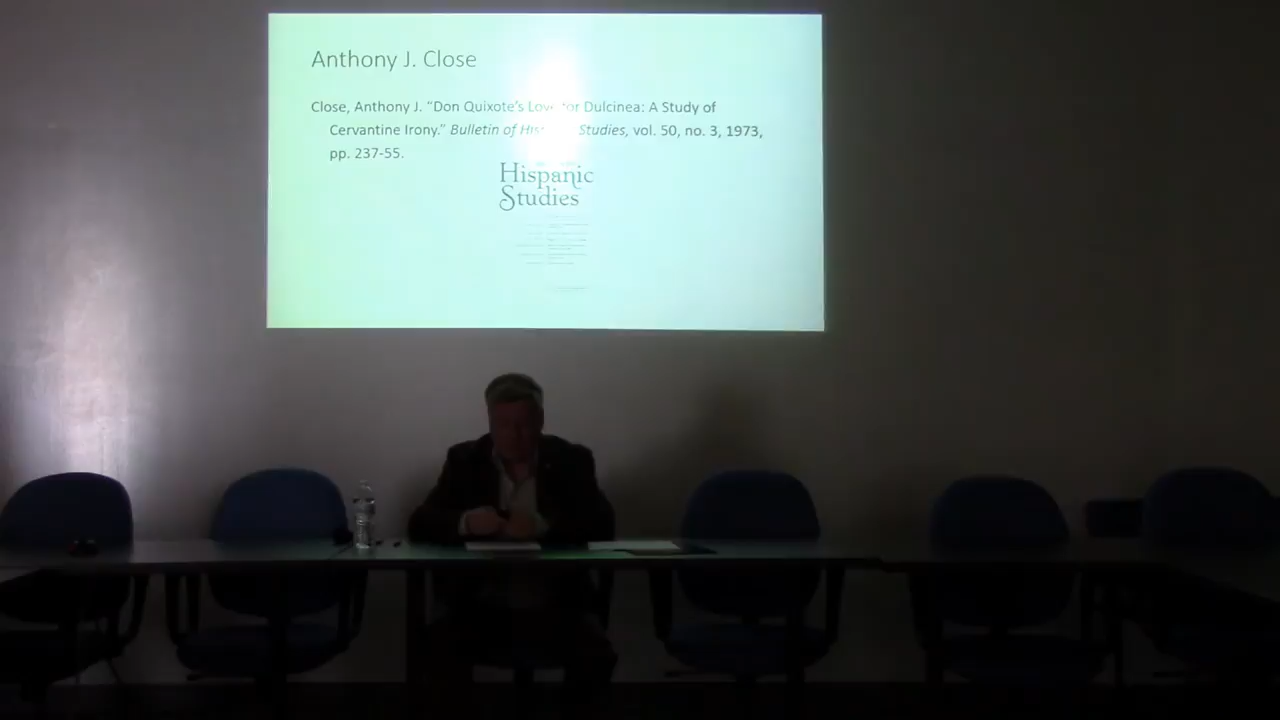 Anthony J. Close
Close, Anthony J. “Don Quixote's Love for Dulcinea: A Study of
Cervantine Irony.” Bulletin of Hispanic Studies, vol. 50, no. 3, 1973,
pp. 237-55.
Hispanic
Studies